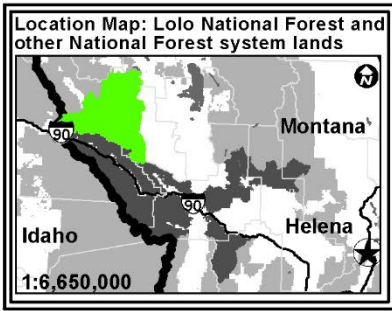 Location Map: Lolo National Forest and
other National Forest system lands
N
Montana
90
90
Idaho
Helena
1:6,650,000